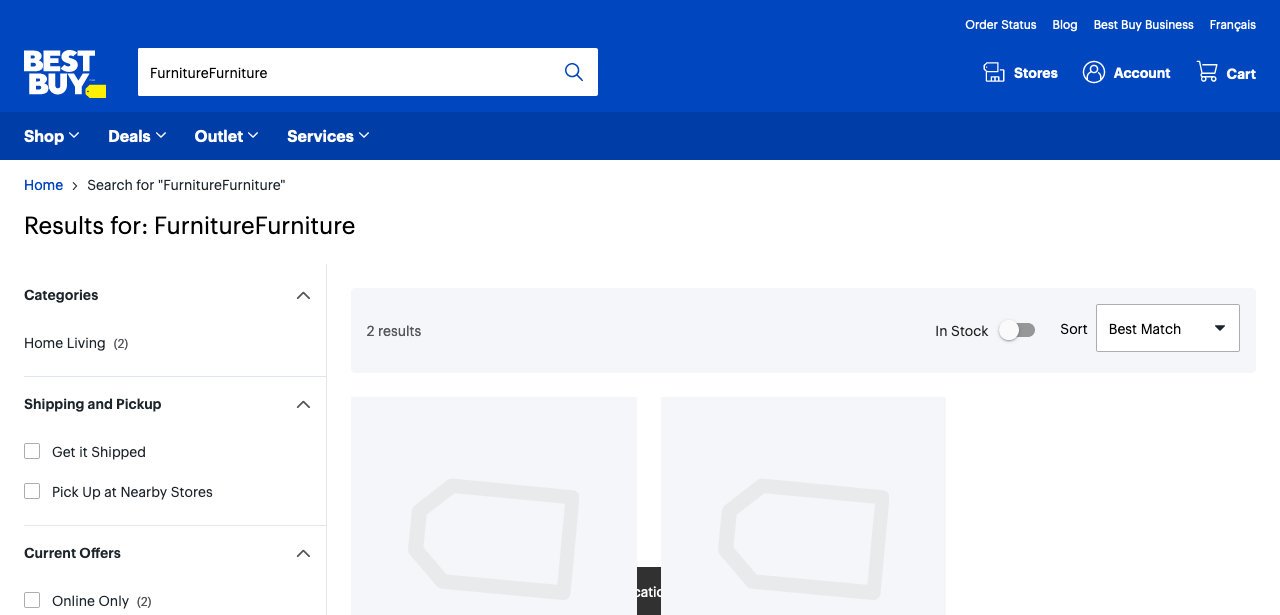 Order Status Blog Best Buy Business Français
BEST
BUY
FurnitureFurniture
Stores Account Cart
Shop Deals Outlet Services
Home > Search for "FurnitureFurniture"
Results for: FurnitureFurniture
Categories
Home Living (2)
2 results
In Stock
Sort
Best Match
Shipping and Pickup
Get it Shipped
Pick Up at Nearby Stores
Current Offers
Online Only (2)